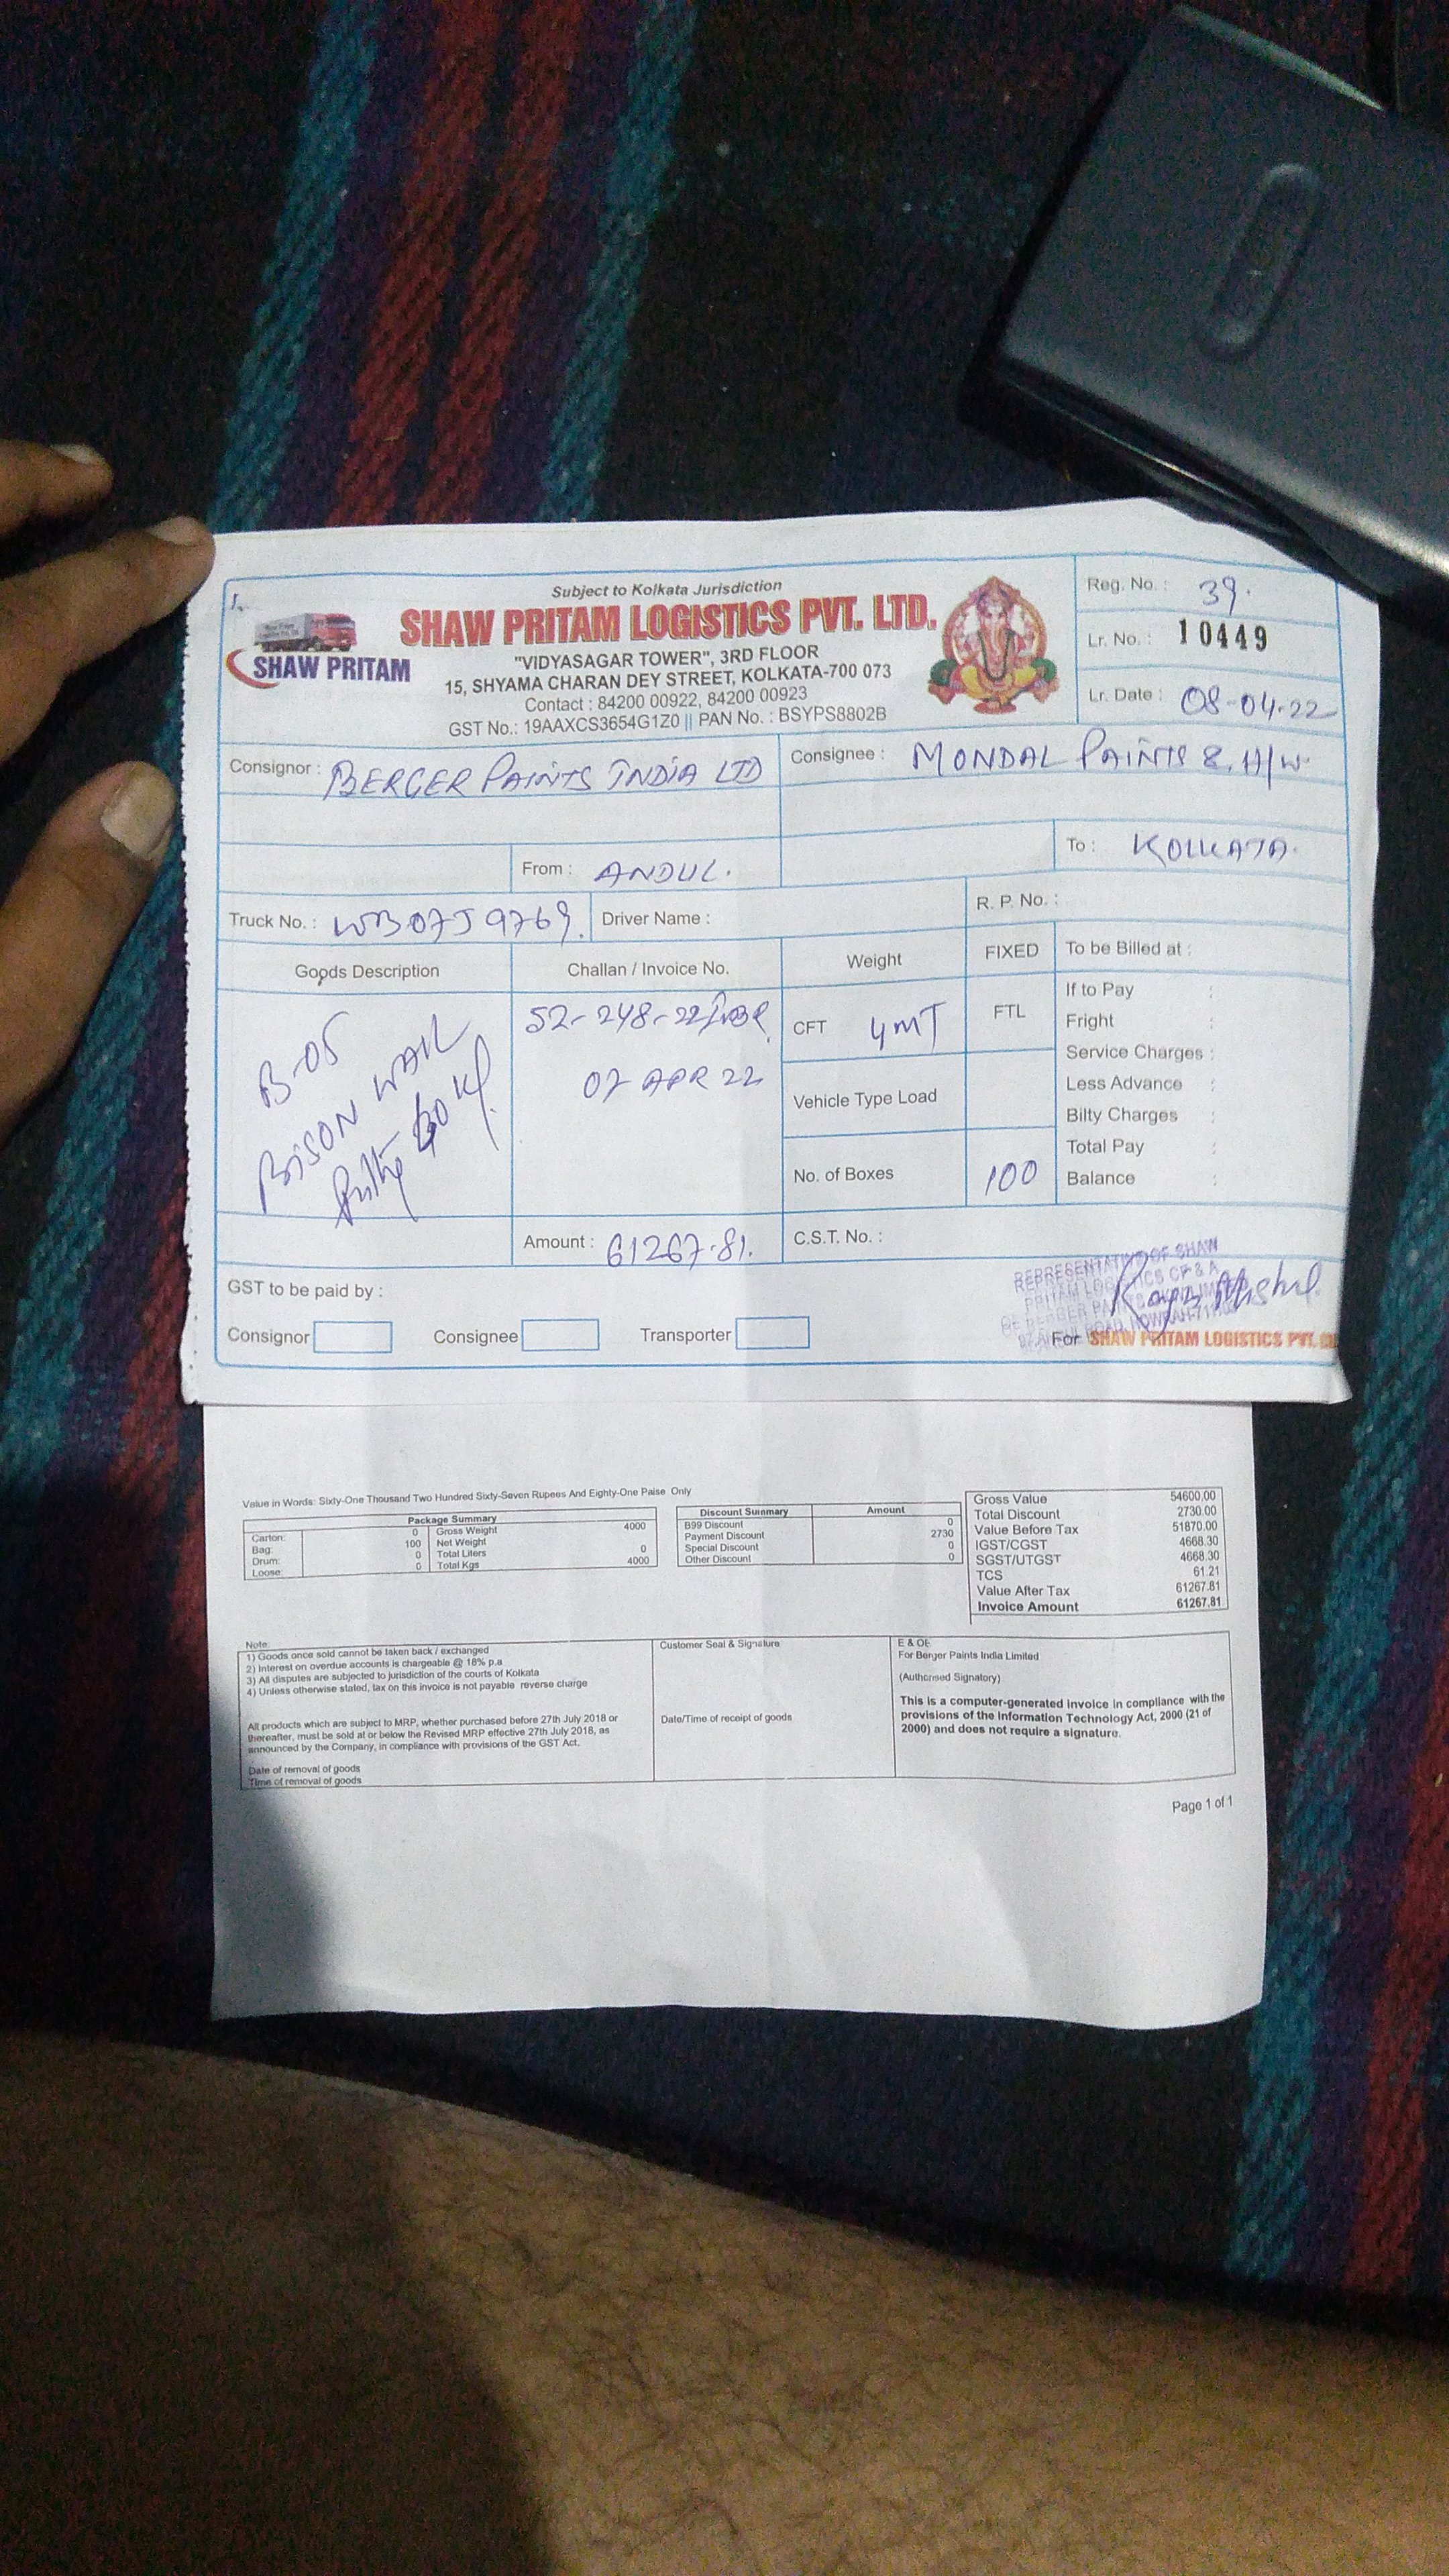 Subject to Kolkata Jurisdiction
SHAW PRITAM LOGISTICS PVT. LTD.
SHAW PRITAM
"VIDYASAGAR TOWER", 3RD FLOOR
15, SHYAMA CHARAN DEY STREET, KOLKATA-700 073
Contact : 84200 00922, 84200 00923
GST No.: 19AAXCS3654G1Z0 || PAN No. : BSYPS8802B
Reg. No. : 39.
Lr. No. : 10449
Lr. Date : 08-04-22
Consignor : BERGER PAINTS INDIA LTD
Consignee : MONDAL PAINTS & H/W.
From : ANDUL.
To : KOLKATA.
Truck No. : WB07J9769.
Driver Name :
R. P. No. :
Goods Description
Challan / Invoice No.
Weight
FIXED
To be Billed at :
B-05
BISON WALL
Putty
52-248-22/
07 APR 22
CFT 4MT
FTL
Vehicle Type Load
No. of Boxes 100
If to Pay :
Fright :
Service Charges :
Less Advance :
Bilty Charges :
Total Pay :
Balance :
Amount : 61267.81.
C.S.T. No. :
GST to be paid by :
Consignor
Consignee
Transporter
REPRESENTATIVE OF SHAW
PRITAM LOGISTICS CP & A
For SHAW PRITAM LOGISTICS PVT.
Value in Words: Sixty-One Thousand Two Hundred Sixty-Seven Rupees And Eighty-One Paise Only
Package Summary
Carton: 0 Gross Weight 4000
Bag: 100 Net Weight
Drum: 0 Total Liters 0
Loose: 0 Total Kgs 4000
Discount Summary Amount
B99 Discount 0
Payment Discount 2730
Special Discount 0
Other Discount 0
Gross Value 54600.00
Total Discount 2730.00
Value Before Tax 51870.00
IGST/CGST 4668.30
SGST/UTGST 4668.30
TCS 61.21
Value After Tax 61267.81
Invoice Amount 61267.81
Note:
1) Goods once sold cannot be taken back / exchanged
2) Interest on overdue accounts is chargeable @ 18% p.a
3) All disputes are subjected to jurisdiction of the courts of Kolkata
4) Unless otherwise stated, tax on this invoice is not payable reverse charge
All products which are subject to MRP, whether purchased before 27th July 2018 or
thereafter, must be sold at or below the Revised MRP effective 27th July 2018, as
announced by the Company, in compliance with provisions of the GST Act.
Date of removal of goods
Time of removal of goods
Customer Seal & Signature
Date/Time of receipt of goods
E & OE
For Berger Paints India Limited
(Authorised Signatory)
This is a computer-generated invoice in compliance with the
provisions of the Information Technology Act, 2000 (21 of
2000) and does not require a signature.
Page 1 of 1